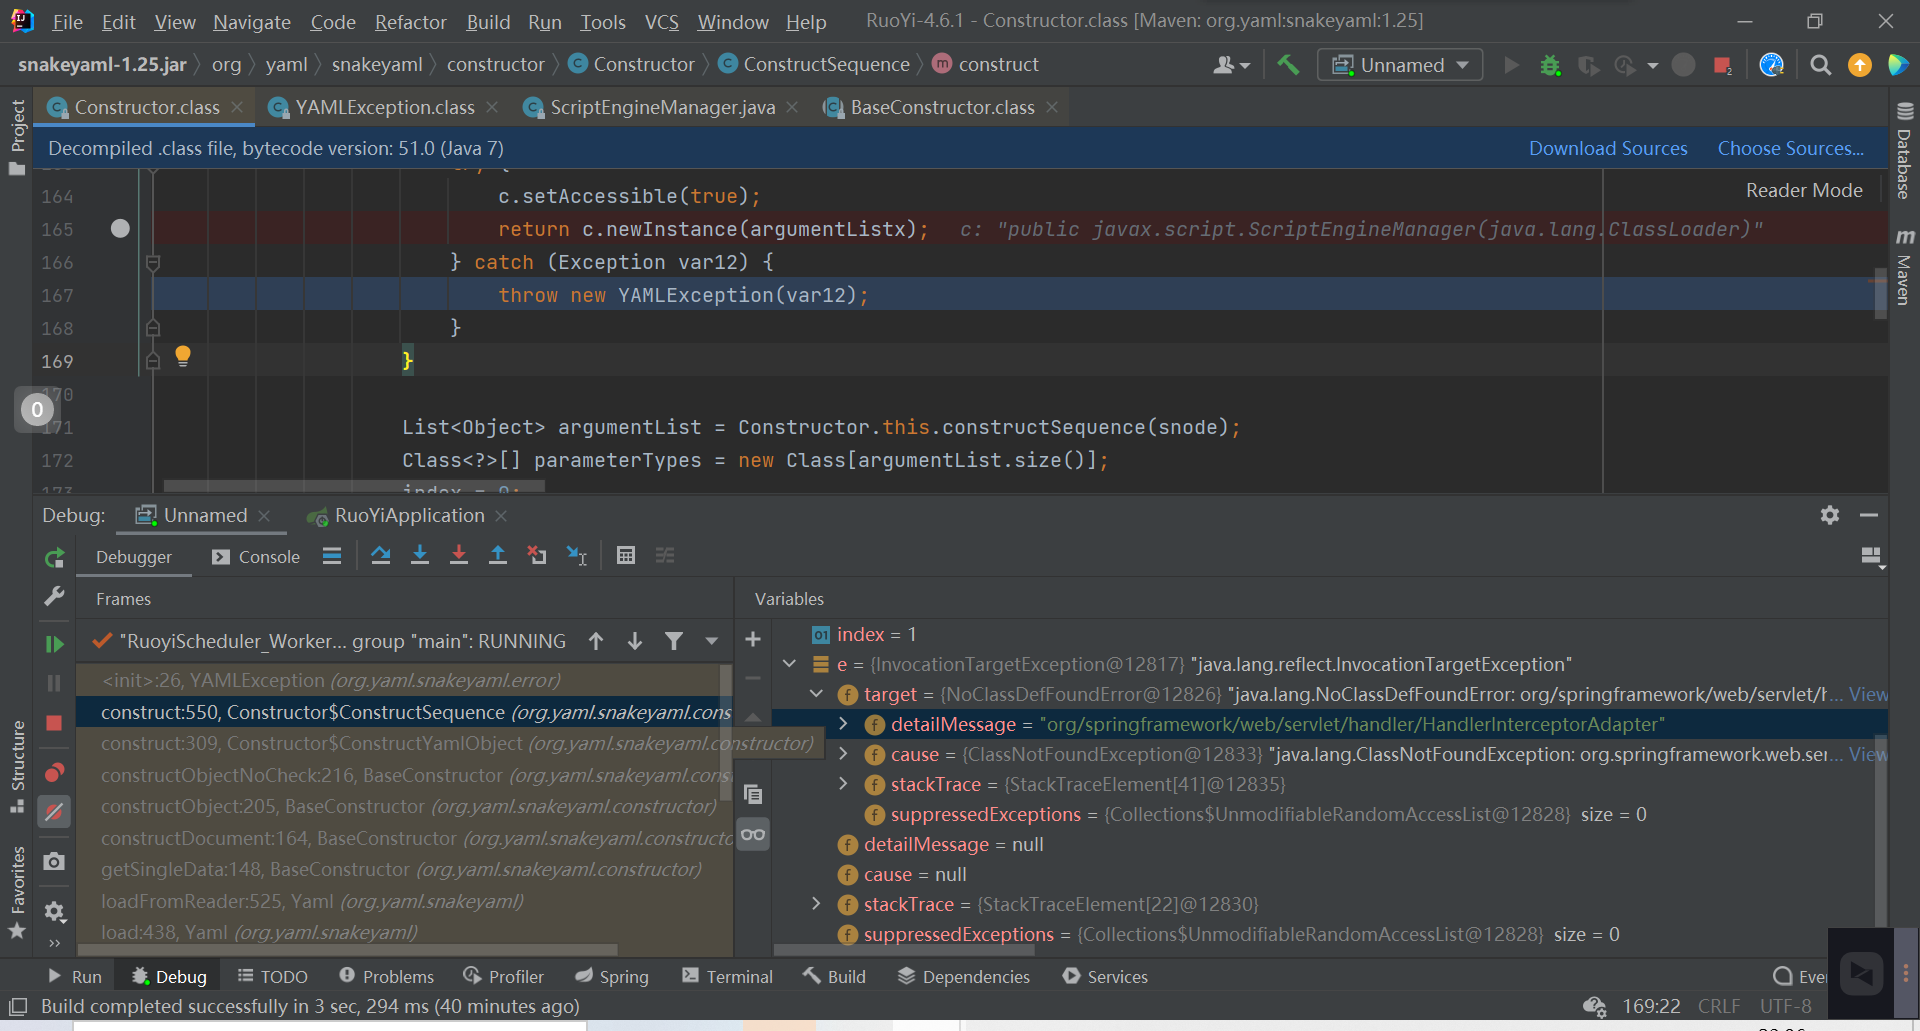 File Edit View Navigate Code Refactor Build Run Tools VCS Window Help RuoYi-4.6.1 - Constructor.class [Maven: org.yaml:snakeyaml:1.25]
snakeyaml-1.25.jar org yaml snakeyaml constructor Constructor ConstructSequence construct Unnamed
Constructor.class YAMLException.class ScriptEngineManager.java BaseConstructor.class
Decompiled .class file, bytecode version: 51.0 (Java 7) Download Sources Choose Sources...
Reader Mode
164 c.setAccessible(true);
165 return c.newInstance(argumentListx); c: "public javax.script.ScriptEngineManager(java.lang.ClassLoader)"
166 } catch (Exception var12) {
167 throw new YAMLException(var12);
168 }
169 }
170
171 List<Object> argumentList = Constructor.this.constructSequence(snode);
172 Class<?>[] parameterTypes = new Class[argumentList.size()];
173 index = 0;
0
Project
Structure
Favorites
Database
Maven
Debug: Unnamed RuoYiApplication
Debugger Console
Frames
"RuoyiScheduler_Worker... group "main": RUNNING
<init>:26, YAMLException (org.yaml.snakeyaml.error)
construct:550, Constructor$ConstructSequence (org.yaml.snakeyaml.cons
construct:309, Constructor$ConstructYamlObject (org.yaml.snakeyaml.constructor)
constructObjectNoCheck:216, BaseConstructor (org.yaml.snakeyaml.cons
constructObject:205, BaseConstructor (org.yaml.snakeyaml.constructor)
constructDocument:164, BaseConstructor (org.yaml.snakeyaml.constructo
getSingleData:148, BaseConstructor (org.yaml.snakeyaml.constructor)
loadFromReader:525, Yaml (org.yaml.snakeyaml)
load:438, Yaml (org.yaml.snakeyaml)
Variables
index = 1
e = {InvocationTargetException@12817} "java.lang.reflect.InvocationTargetException"
target = {NoClassDefFoundError@12826} "java.lang.NoClassDefFoundError: org/springframework/web/servlet/h... View
detailMessage = "org/springframework/web/servlet/handler/HandlerInterceptorAdapter"
cause = {ClassNotFoundException@12833} "java.lang.ClassNotFoundException: org.springframework.web.ser... View
stackTrace = {StackTraceElement[41]@12835}
suppressedExceptions = {Collections$UnmodifiableRandomAccessList@12828} size = 0
detailMessage = null
cause = null
stackTrace = {StackTraceElement[22]@12830}
suppressedExceptions = {Collections$UnmodifiableRandomAccessList@12828} size = 0
Run Debug TODO Problems Profiler Spring Terminal Build Dependencies Services Eve
Build completed successfully in 3 sec, 294 ms (40 minutes ago) 169:22 CRLF UTF-8